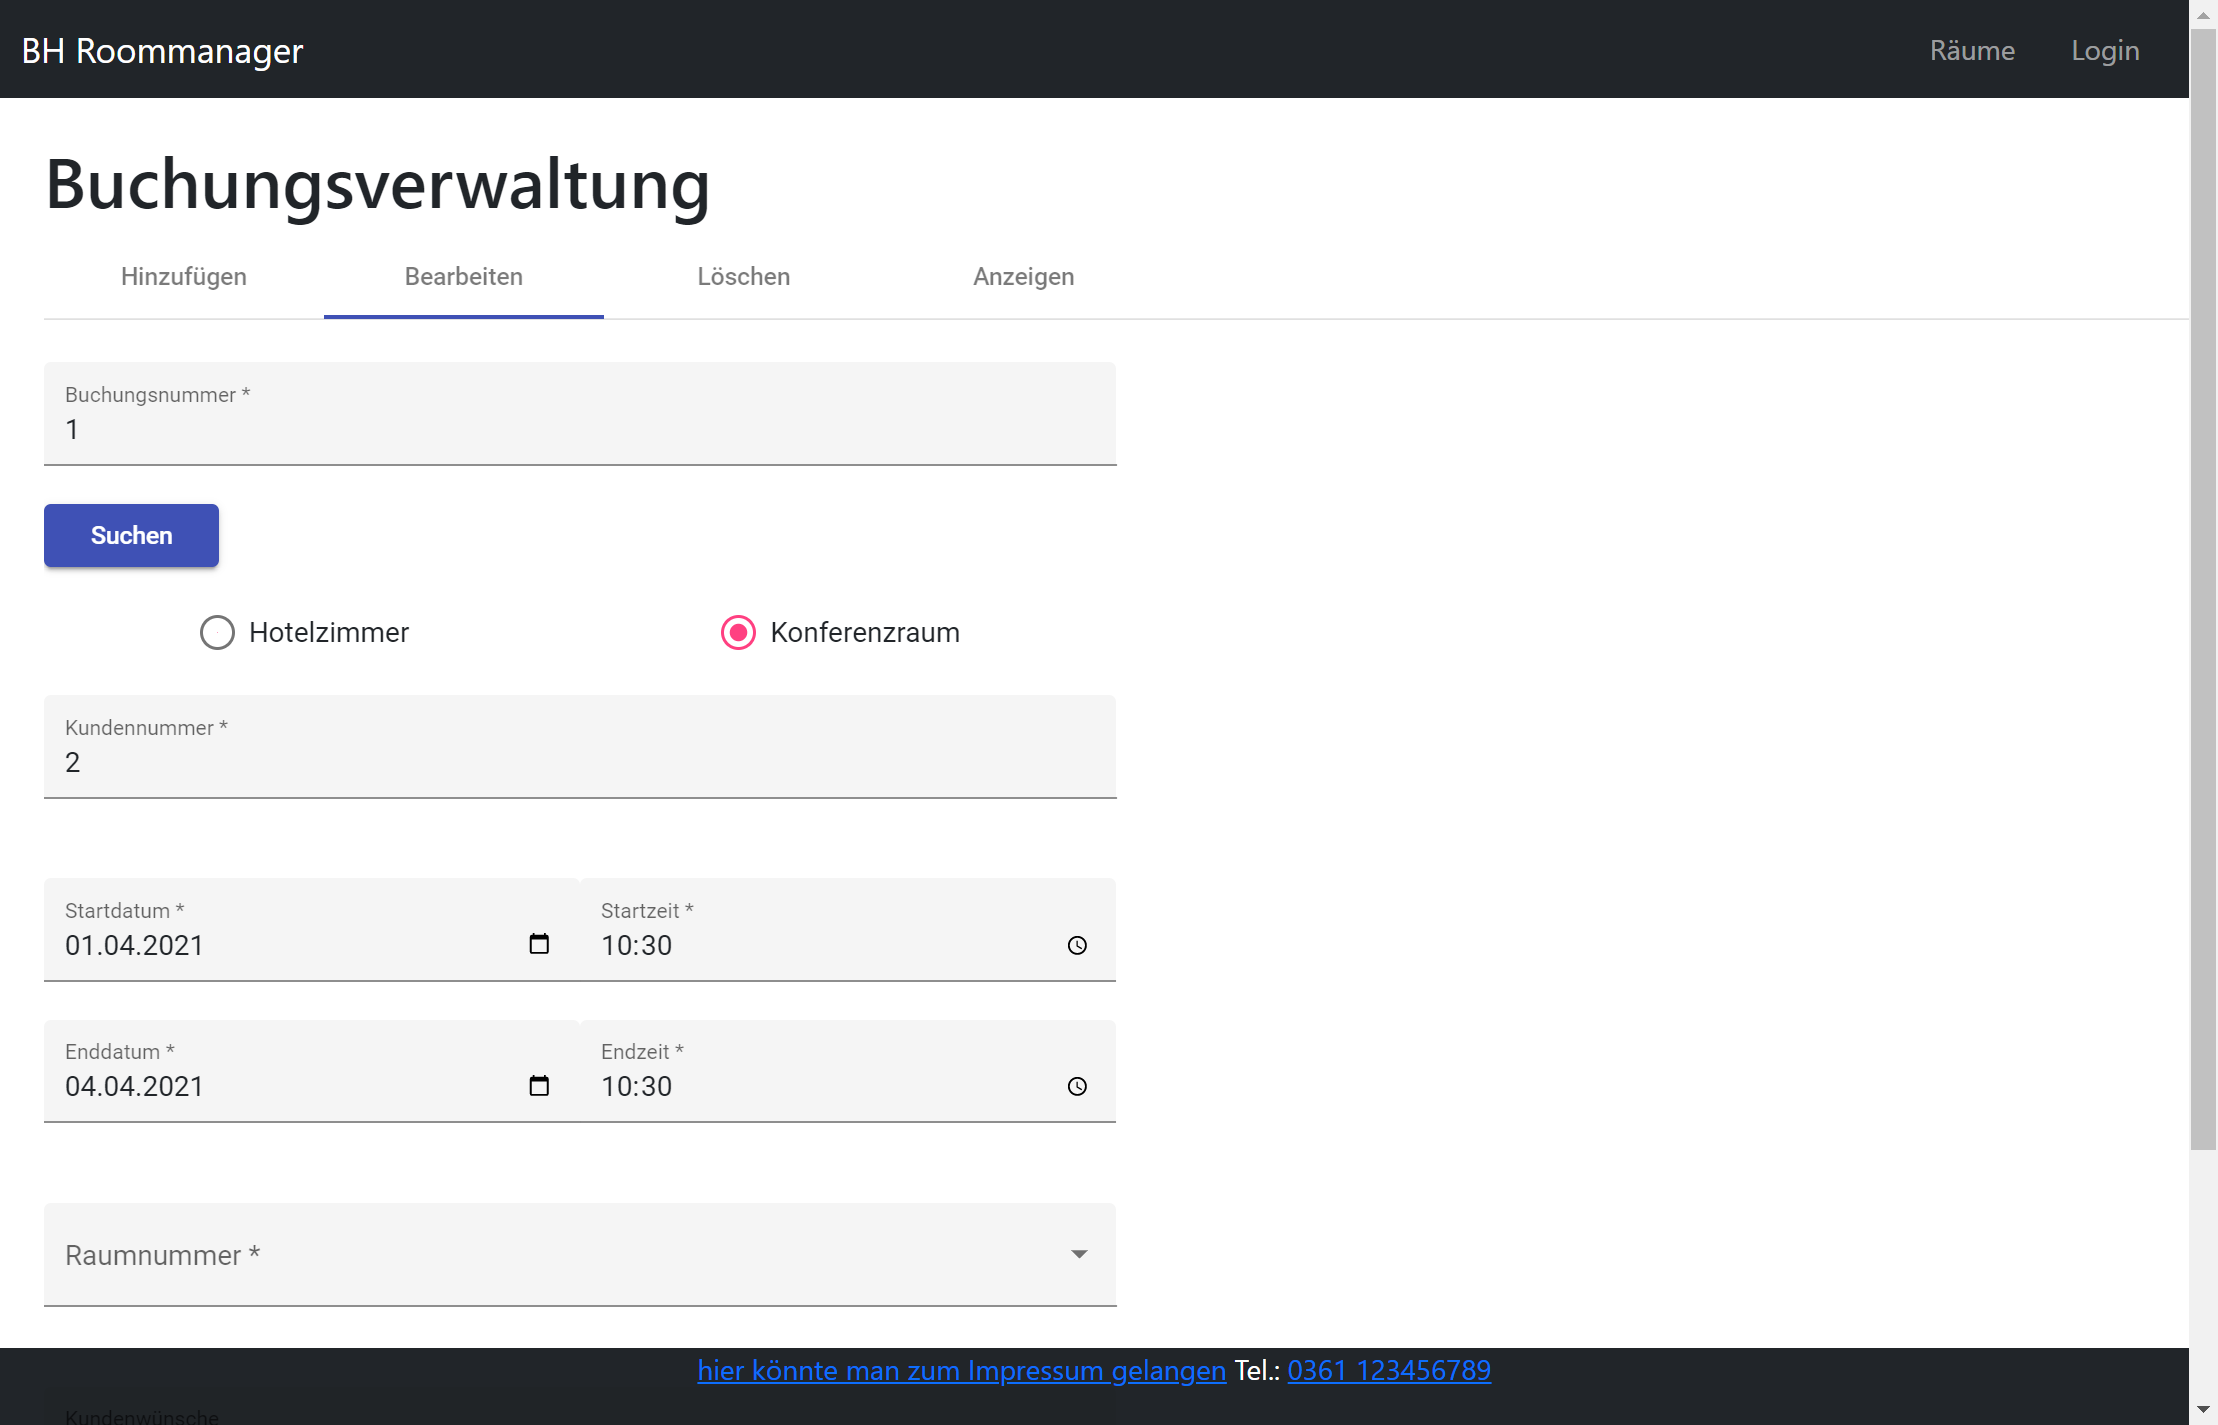 BH Roommanager Räume Login
Buchungsverwaltung
Hinzufügen Bearbeiten Löschen Anzeigen
Buchungsnummer *
1
Suchen
Hotelzimmer Konferenzraum
Kundennummer *
2
Startdatum * Startzeit *
01.04.2021 10:30
Enddatum * Endzeit *
04.04.2021 10:30
Raumnummer *
hier könnte man zum Impressum gelangen Tel.: 0361 123456789
Kundenwünsche